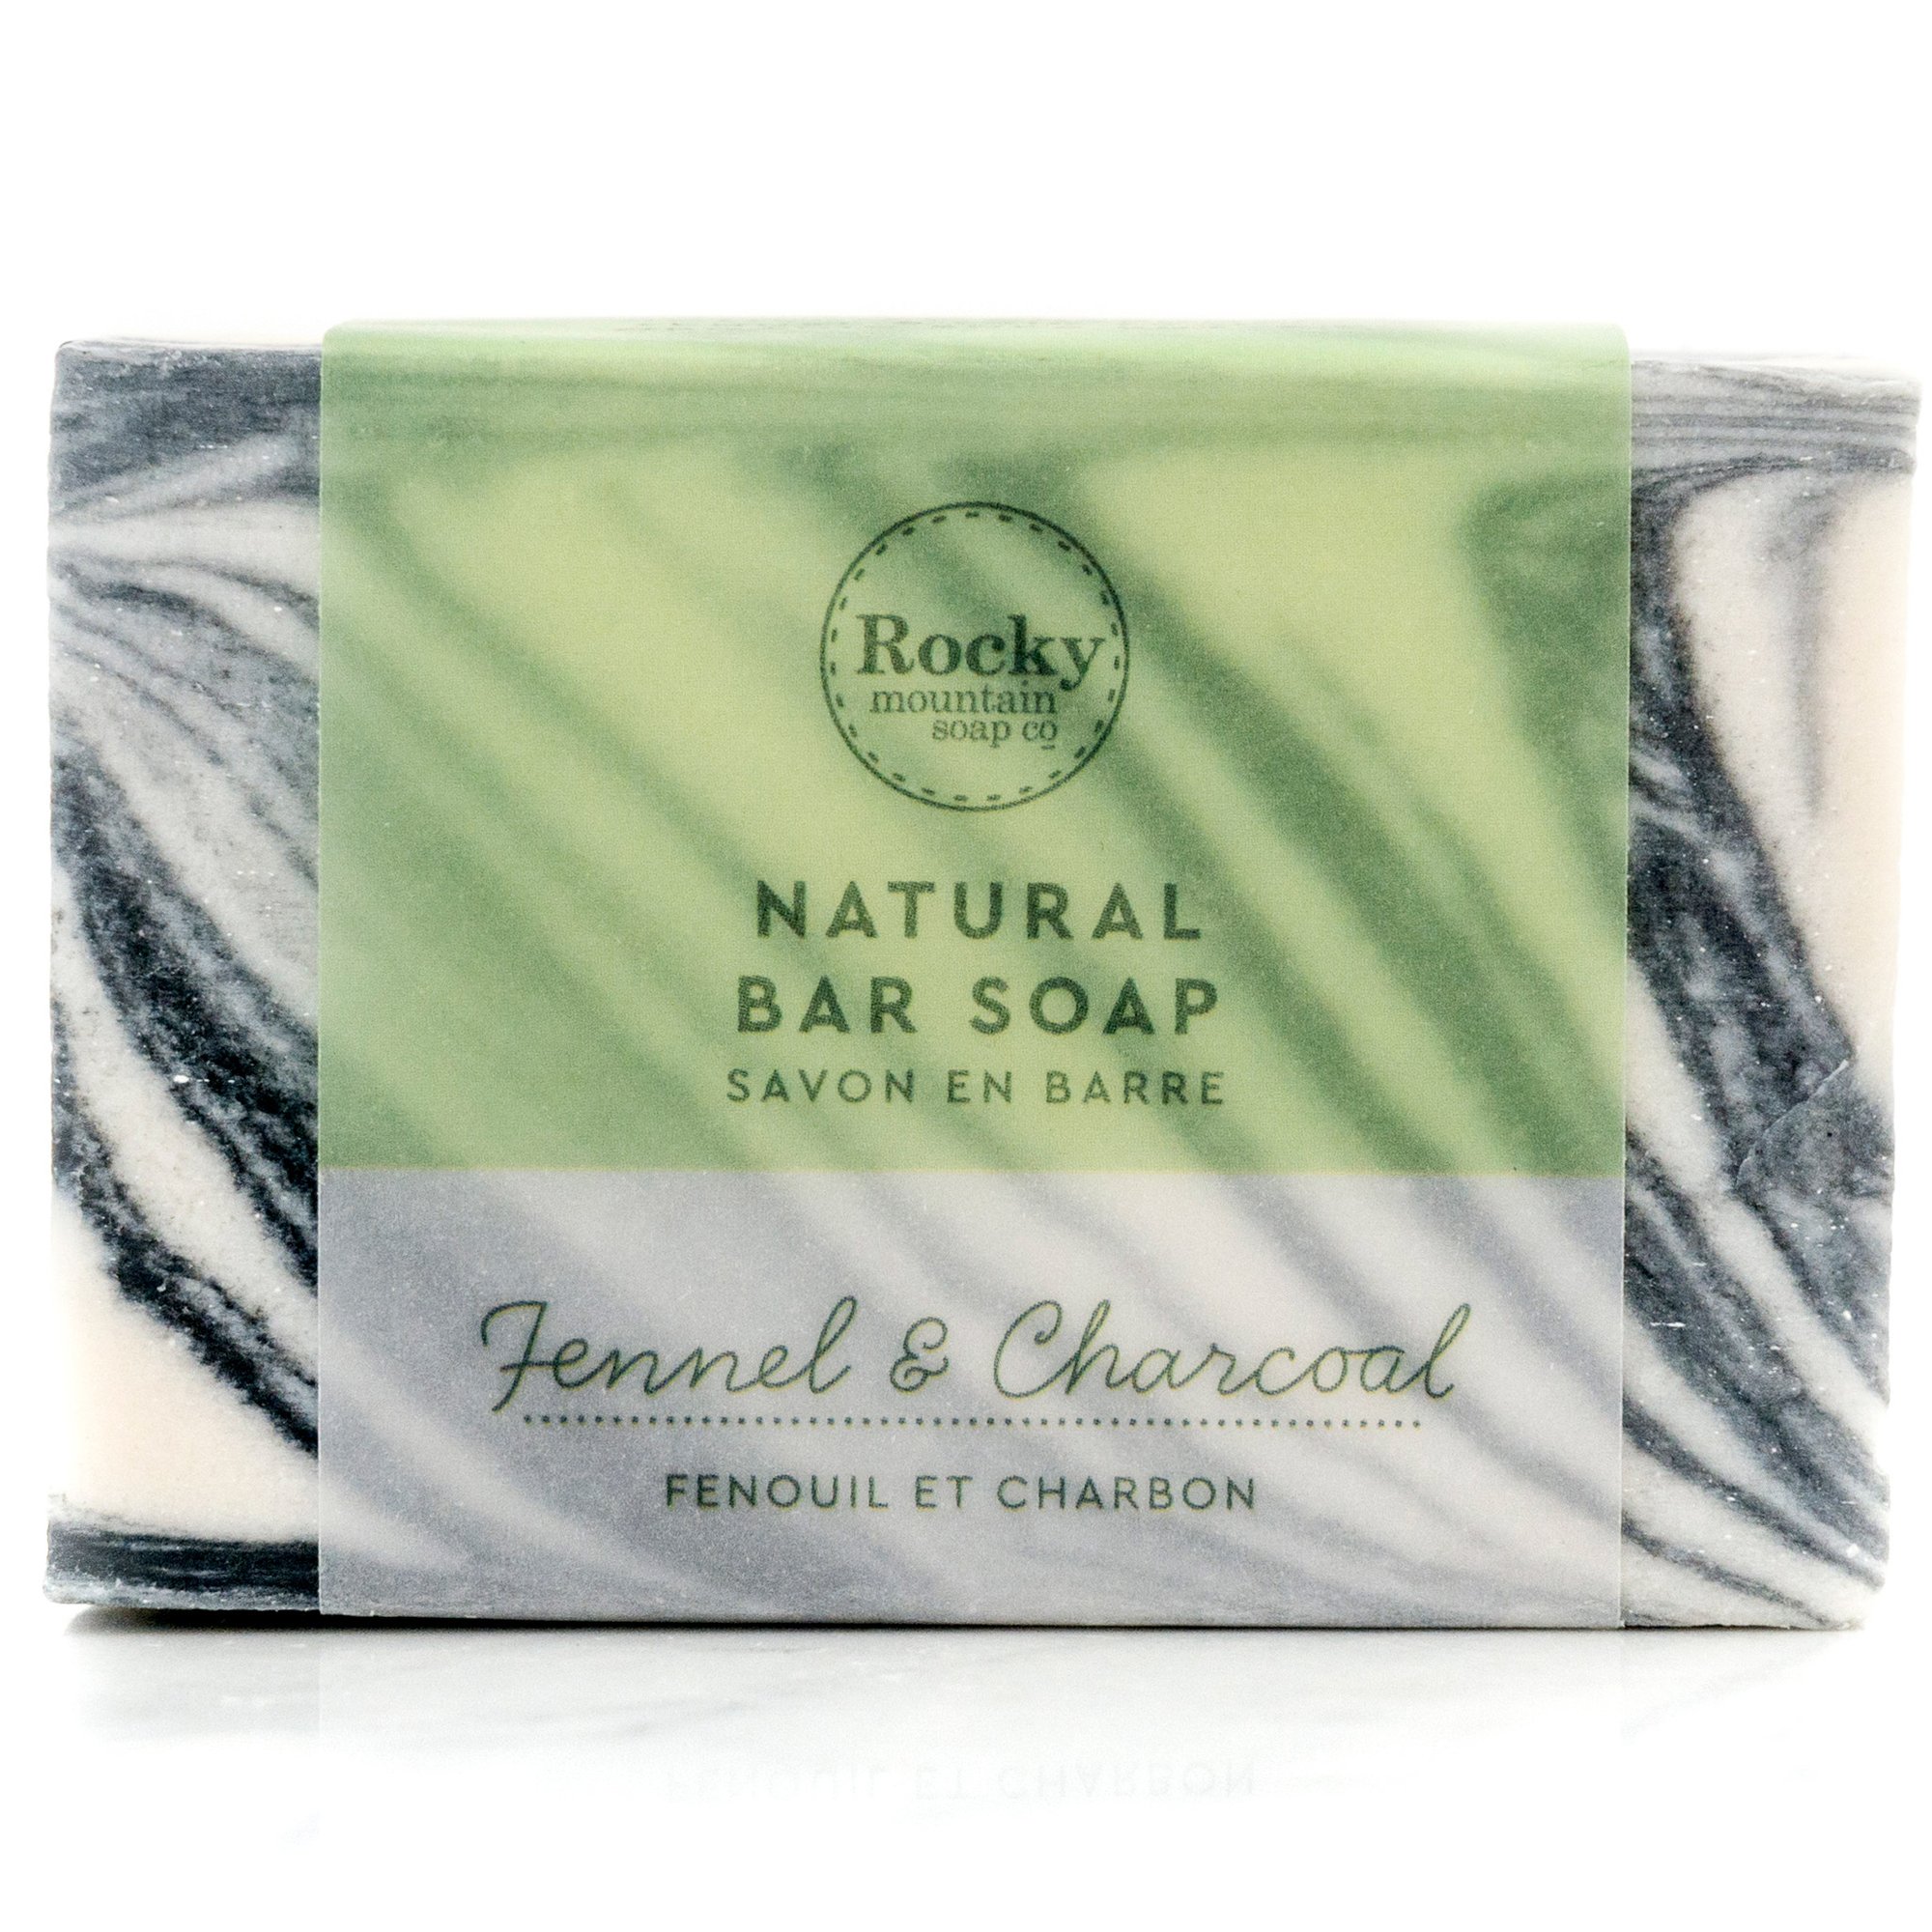 Rocky
mountain
soap co
NATURAL
BAR SOAP
SAVON EN BARRE
Fennel & Charcoal
FENOUIL ET CHARBON